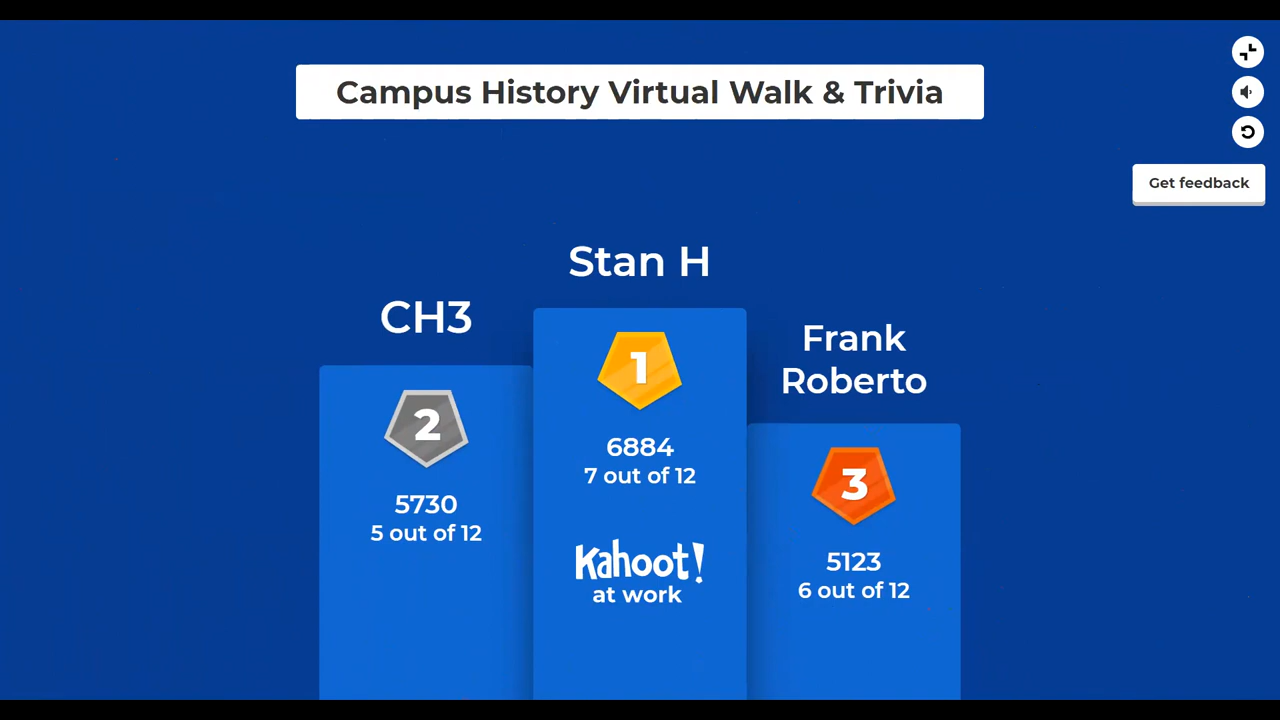 Campus History Virtual Walk & Trivia
Get feedback
Stan H
1
6884
7 out of 12
Kahoot!
at work
CH3
2
5730
5 out of 12
Frank
Roberto
3
5123
6 out of 12